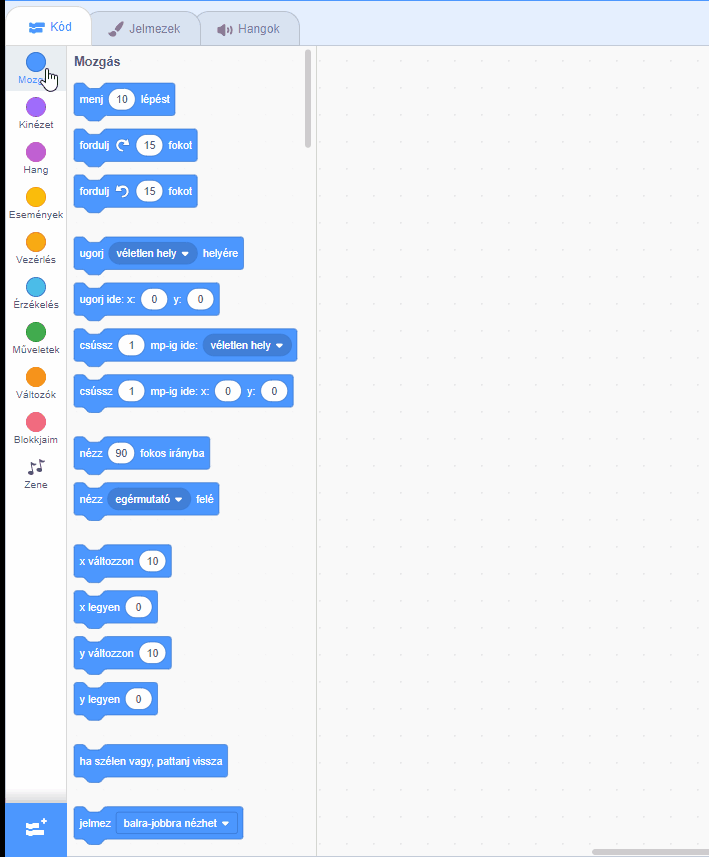 Kód Jelmezek Hangok
Mozgás
Kinézet
Hang
Események
Vezérlés
Érzékelés
Műveletek
Változók
Blokkjaim
Zene
Mozgás
menj 10 lépést
fordulj 15 fokot
fordulj 15 fokot
ugorj véletlen hely helyére
ugorj ide: x: 0 y: 0
csússz 1 mp-ig ide: véletlen hely
csússz 1 mp-ig ide: x: 0 y: 0
nézz 90 fokos irányba
nézz egérmutató felé
x változzon 10
x legyen 0
y változzon 10
y legyen 0
ha szélen vagy, pattanj vissza
jelmez balra-jobbra nézhet